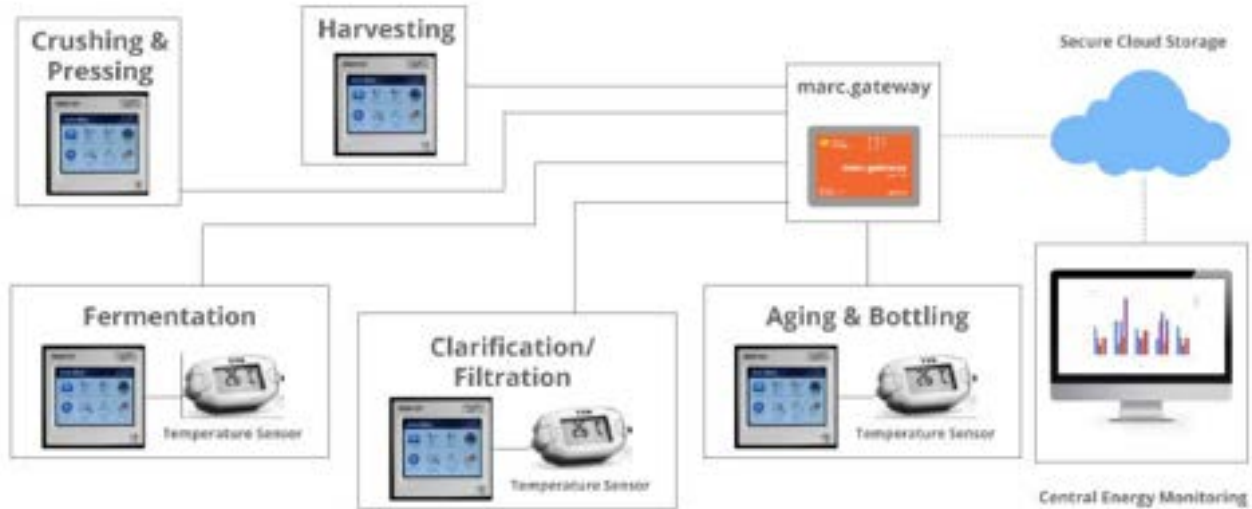 Crushing &
Pressing
Harvesting
marc.gateway
Secure Cloud Storage
Fermentation
Temperature Sensor
Clarification/
Filtration
Temperature Sensor
Aging & Bottling
Temperature Sensor
Central Energy Monitoring